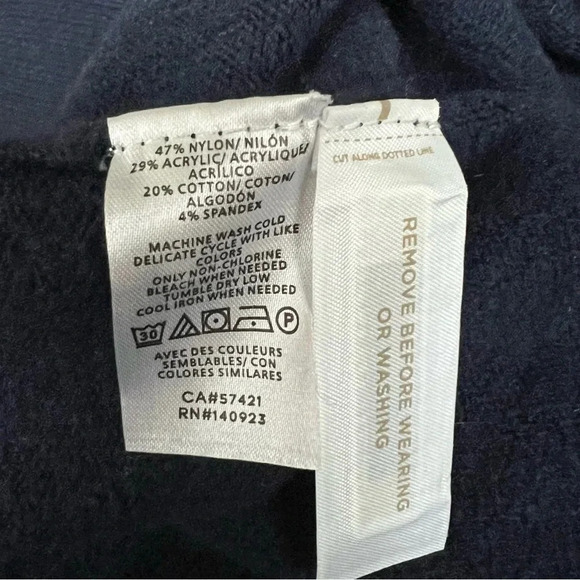 47% NYLON/ NILÓN
29% ACRYLIC/ ACRYLIQUE/
ACRÍLICO
20% COTTON/ COTON/
ALGODÓN
4% SPANDEX
MACHINE WASH COLD
DELICATE CYCLE WITH LIKE
COLORS
ONLY NON-CHLORINE
BLEACH WHEN NEEDED
TUMBLE DRY LOW
COOL IRON WHEN NEEDED
30 P
AVEC DES COULEURS
SEMBLABLES/ CON
COLORES SIMILARES
CA#57421
RN#140923
CUT ALONG DOTTED LINE
REMOVE BEFORE WEARING
OR WASHING